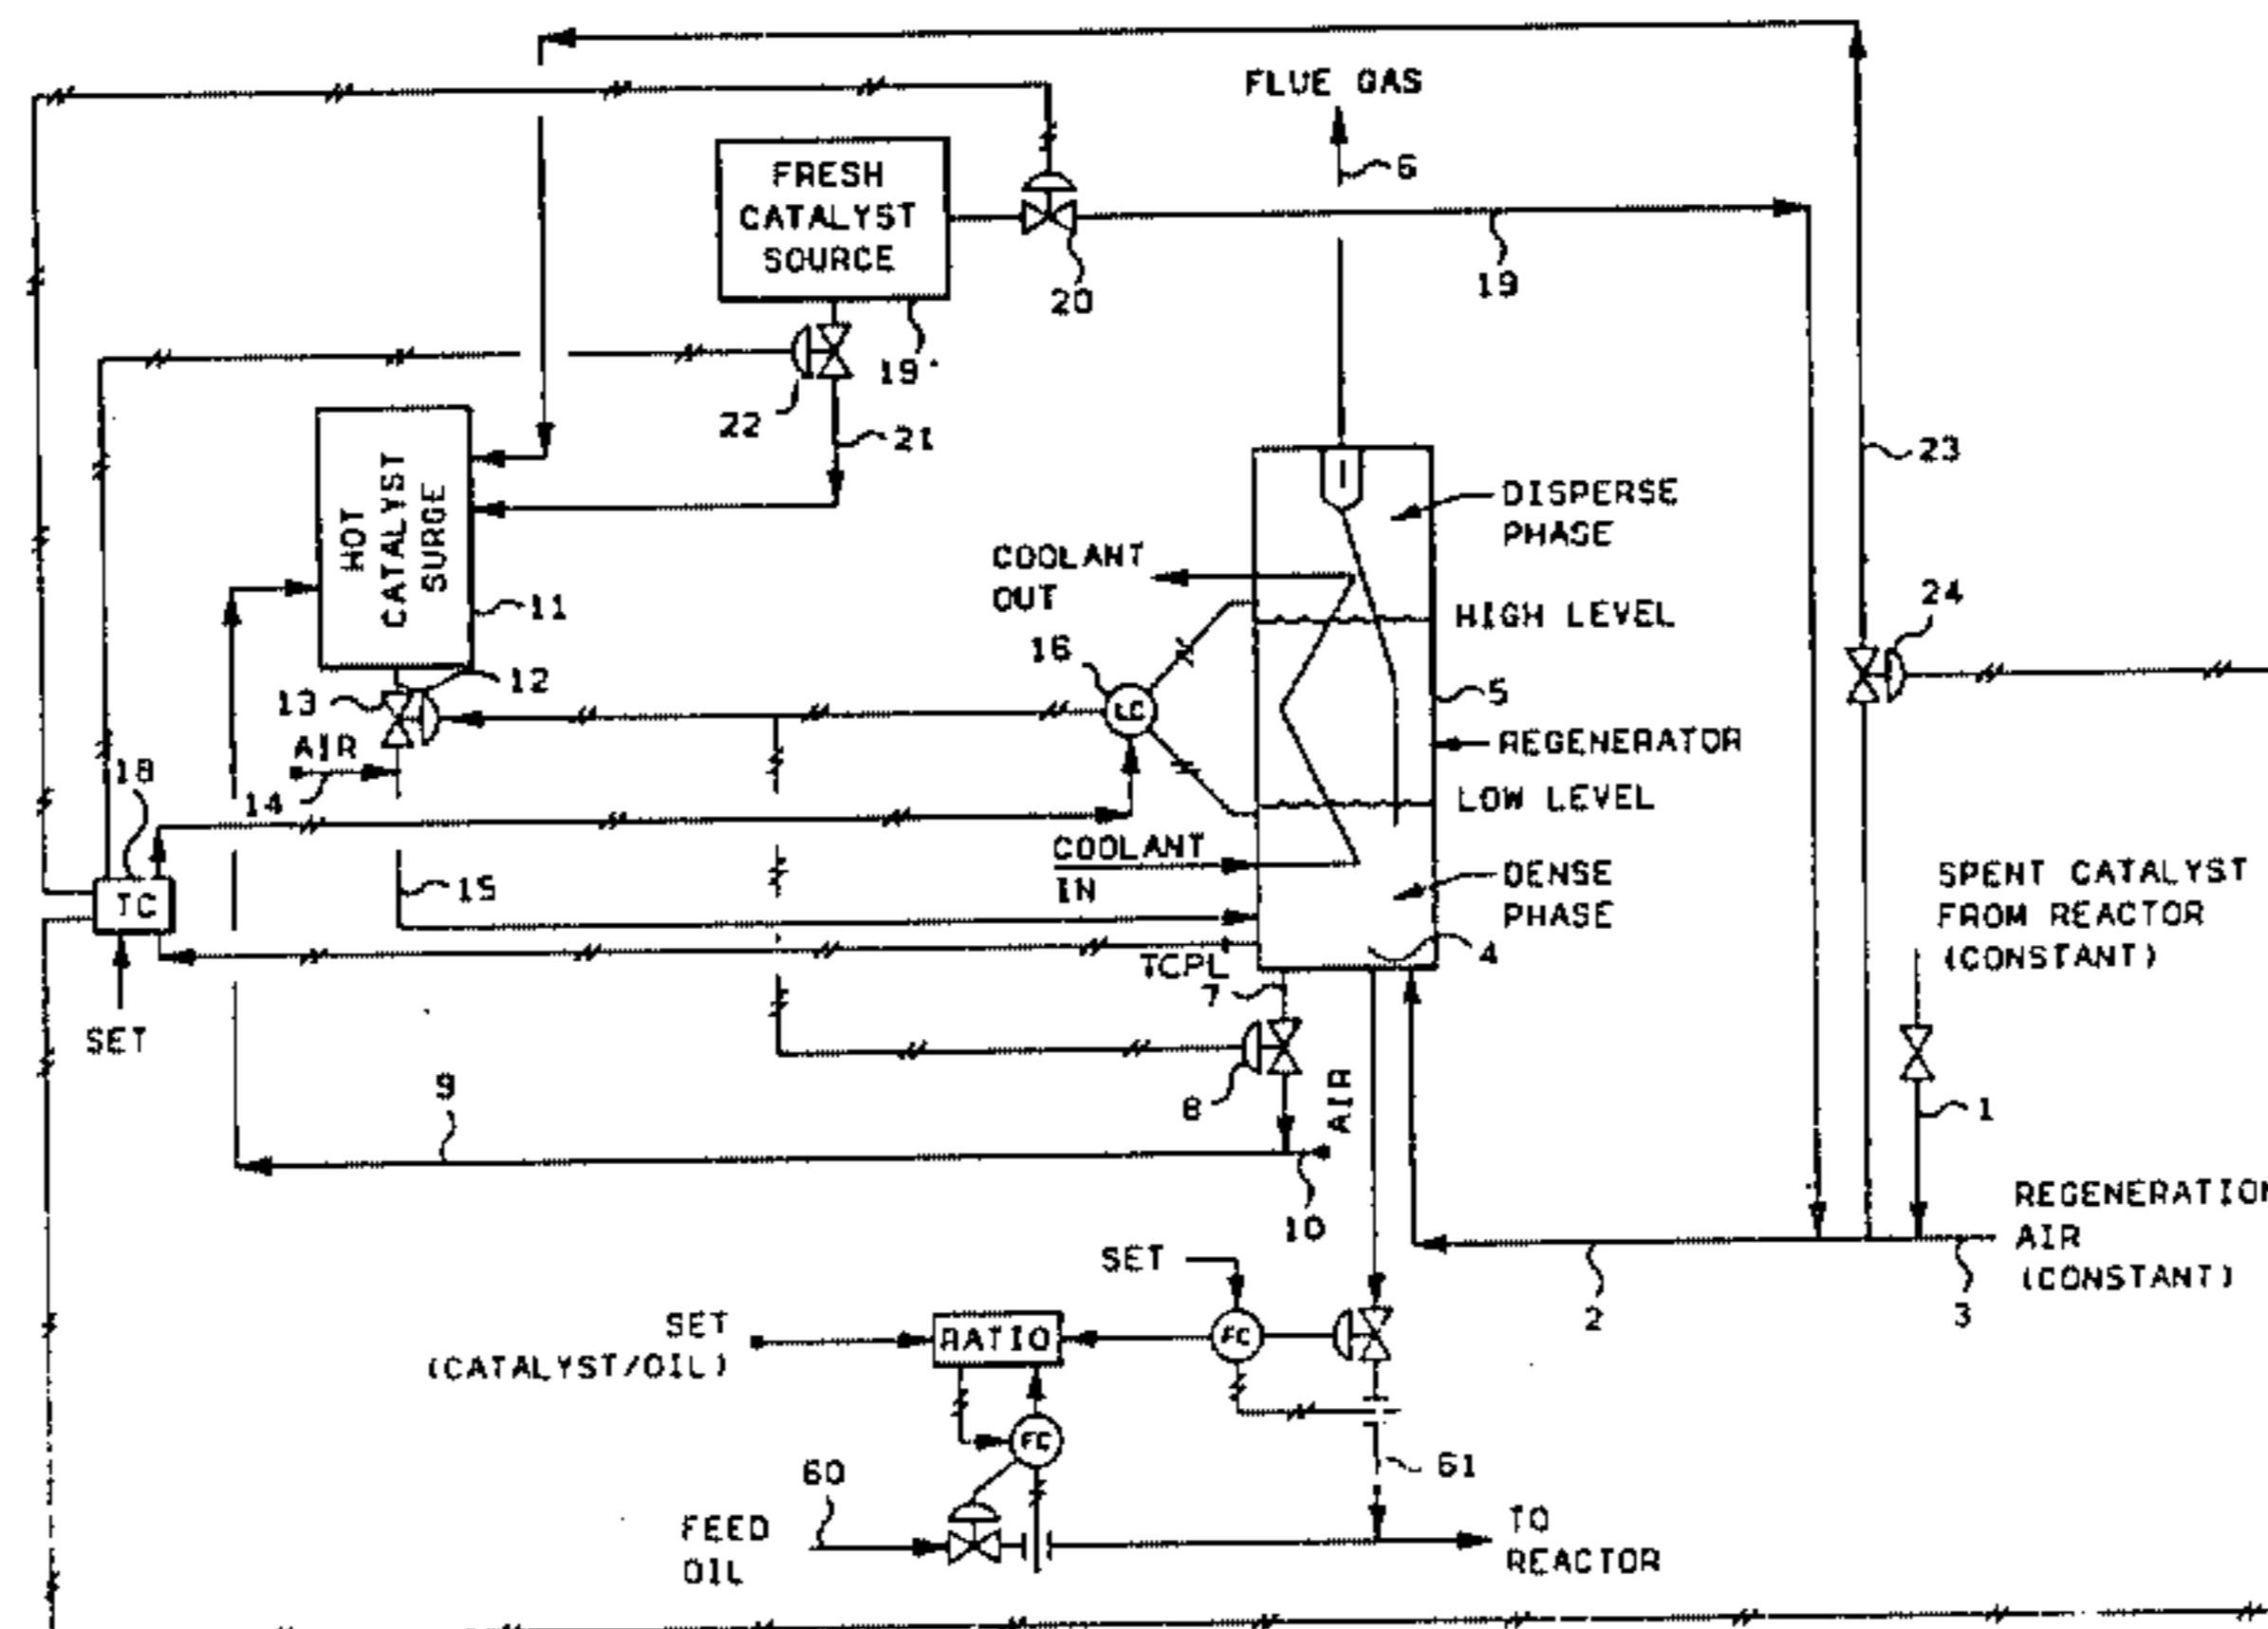 FLUE GAS
6
FRESH
CATALYST
SOURCE
20
19
19'
22
21
23
HOT
CATALYST
SURGE
11
12
13
AIR
14
18
15
TC
SET
DISPERSE
PHASE
COOLANT
OUT
HIGH LEVEL
24
16
LC
5
REGENERATOR
LOW LEVEL
COOLANT
IN
DENSE
PHASE
4
TCPL
7
8
AIR
9
10
SPENT CATALYST
FROM REACTOR
(CONSTANT)
1
REGENERATION
AIR
(CONSTANT)
2
3
SET
SET
(CATALYST/OIL)
RATIO
FC
FC
61
60
FEED
OIL
TO
REACTOR